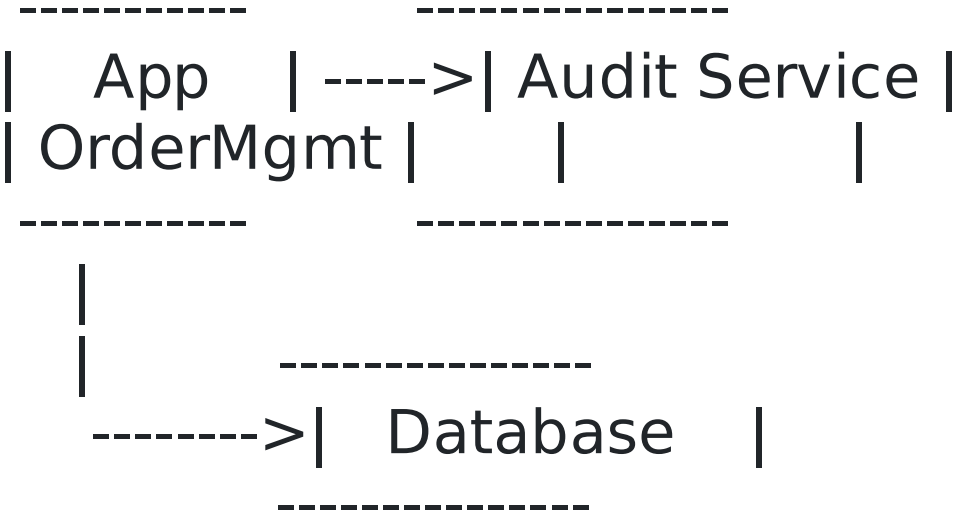 ----------- ---------------
| App | ----->| Audit Service |
| OrderMgmt | | |
----------- ---------------
|
| ---------------
-------->| Database |
---------------